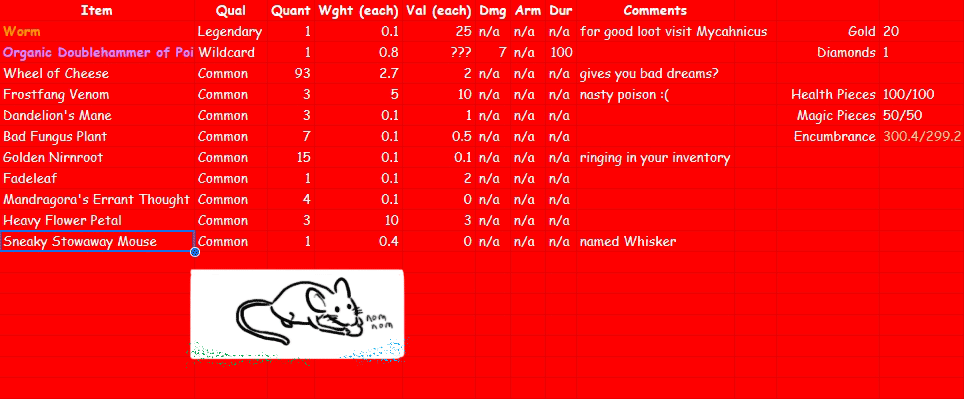 Item Qual Quant Wght (each) Val (each) Dmg Arm Dur Comments
Worm Legendary 1 0.1 25 n/a n/a n/a for good loot visit Mycahnicus Gold 20
Organic Doublehammer of Poi Wildcard 1 0.8 ??? 7 n/a 100 Diamonds 1
Wheel of Cheese Common 93 2.7 2 n/a n/a n/a gives you bad dreams?
Frostfang Venom Common 3 5 10 n/a n/a n/a nasty poison :( Health Pieces 100/100
Dandelion's Mane Common 3 0.1 1 n/a n/a n/a Magic Pieces 50/50
Bad Fungus Plant Common 7 0.1 0.5 n/a n/a n/a Encumbrance 300.4/299.2
Golden Nirnroot Common 15 0.1 0.1 n/a n/a n/a ringing in your inventory
Fadeleaf Common 1 0.1 2 n/a n/a n/a
Mandragora's Errant Thought Common 4 0.1 0 n/a n/a n/a
Heavy Flower Petal Common 3 10 3 n/a n/a n/a
Sneaky Stowaway Mouse Common 1 0.4 0 n/a n/a n/a named Whisker
nom
nom